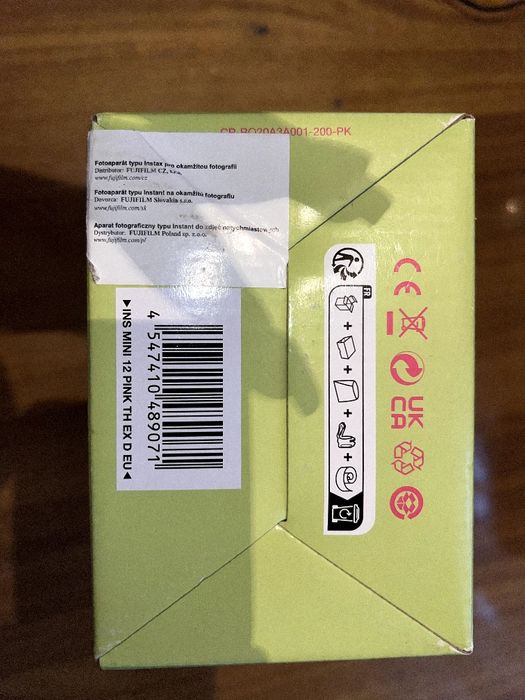 CP-BO20A3A001-200-PK
Fotoaparát typu Instax pro okamžitou fotografii
Distributor: FUJIFILM CZ, s.r.o.
www.fujifilm.com/cz
Fotoaparát typu Instant na okamžitú fotografiu
Dovozca: FUJIFILM Slovakia s.r.o.
www.fujifilm.com/sk
Aparat fotograficzny typu Instant do zdjęć natychmiastowych
Dystrybutor: FUJIFILM Poland sp. z.o.o.
www.fujifilm.com/pl
4 547410 489071
▶INS MINI 12 PINK TH EX D EU◀
FR
+ + + +
CE
UK
CA